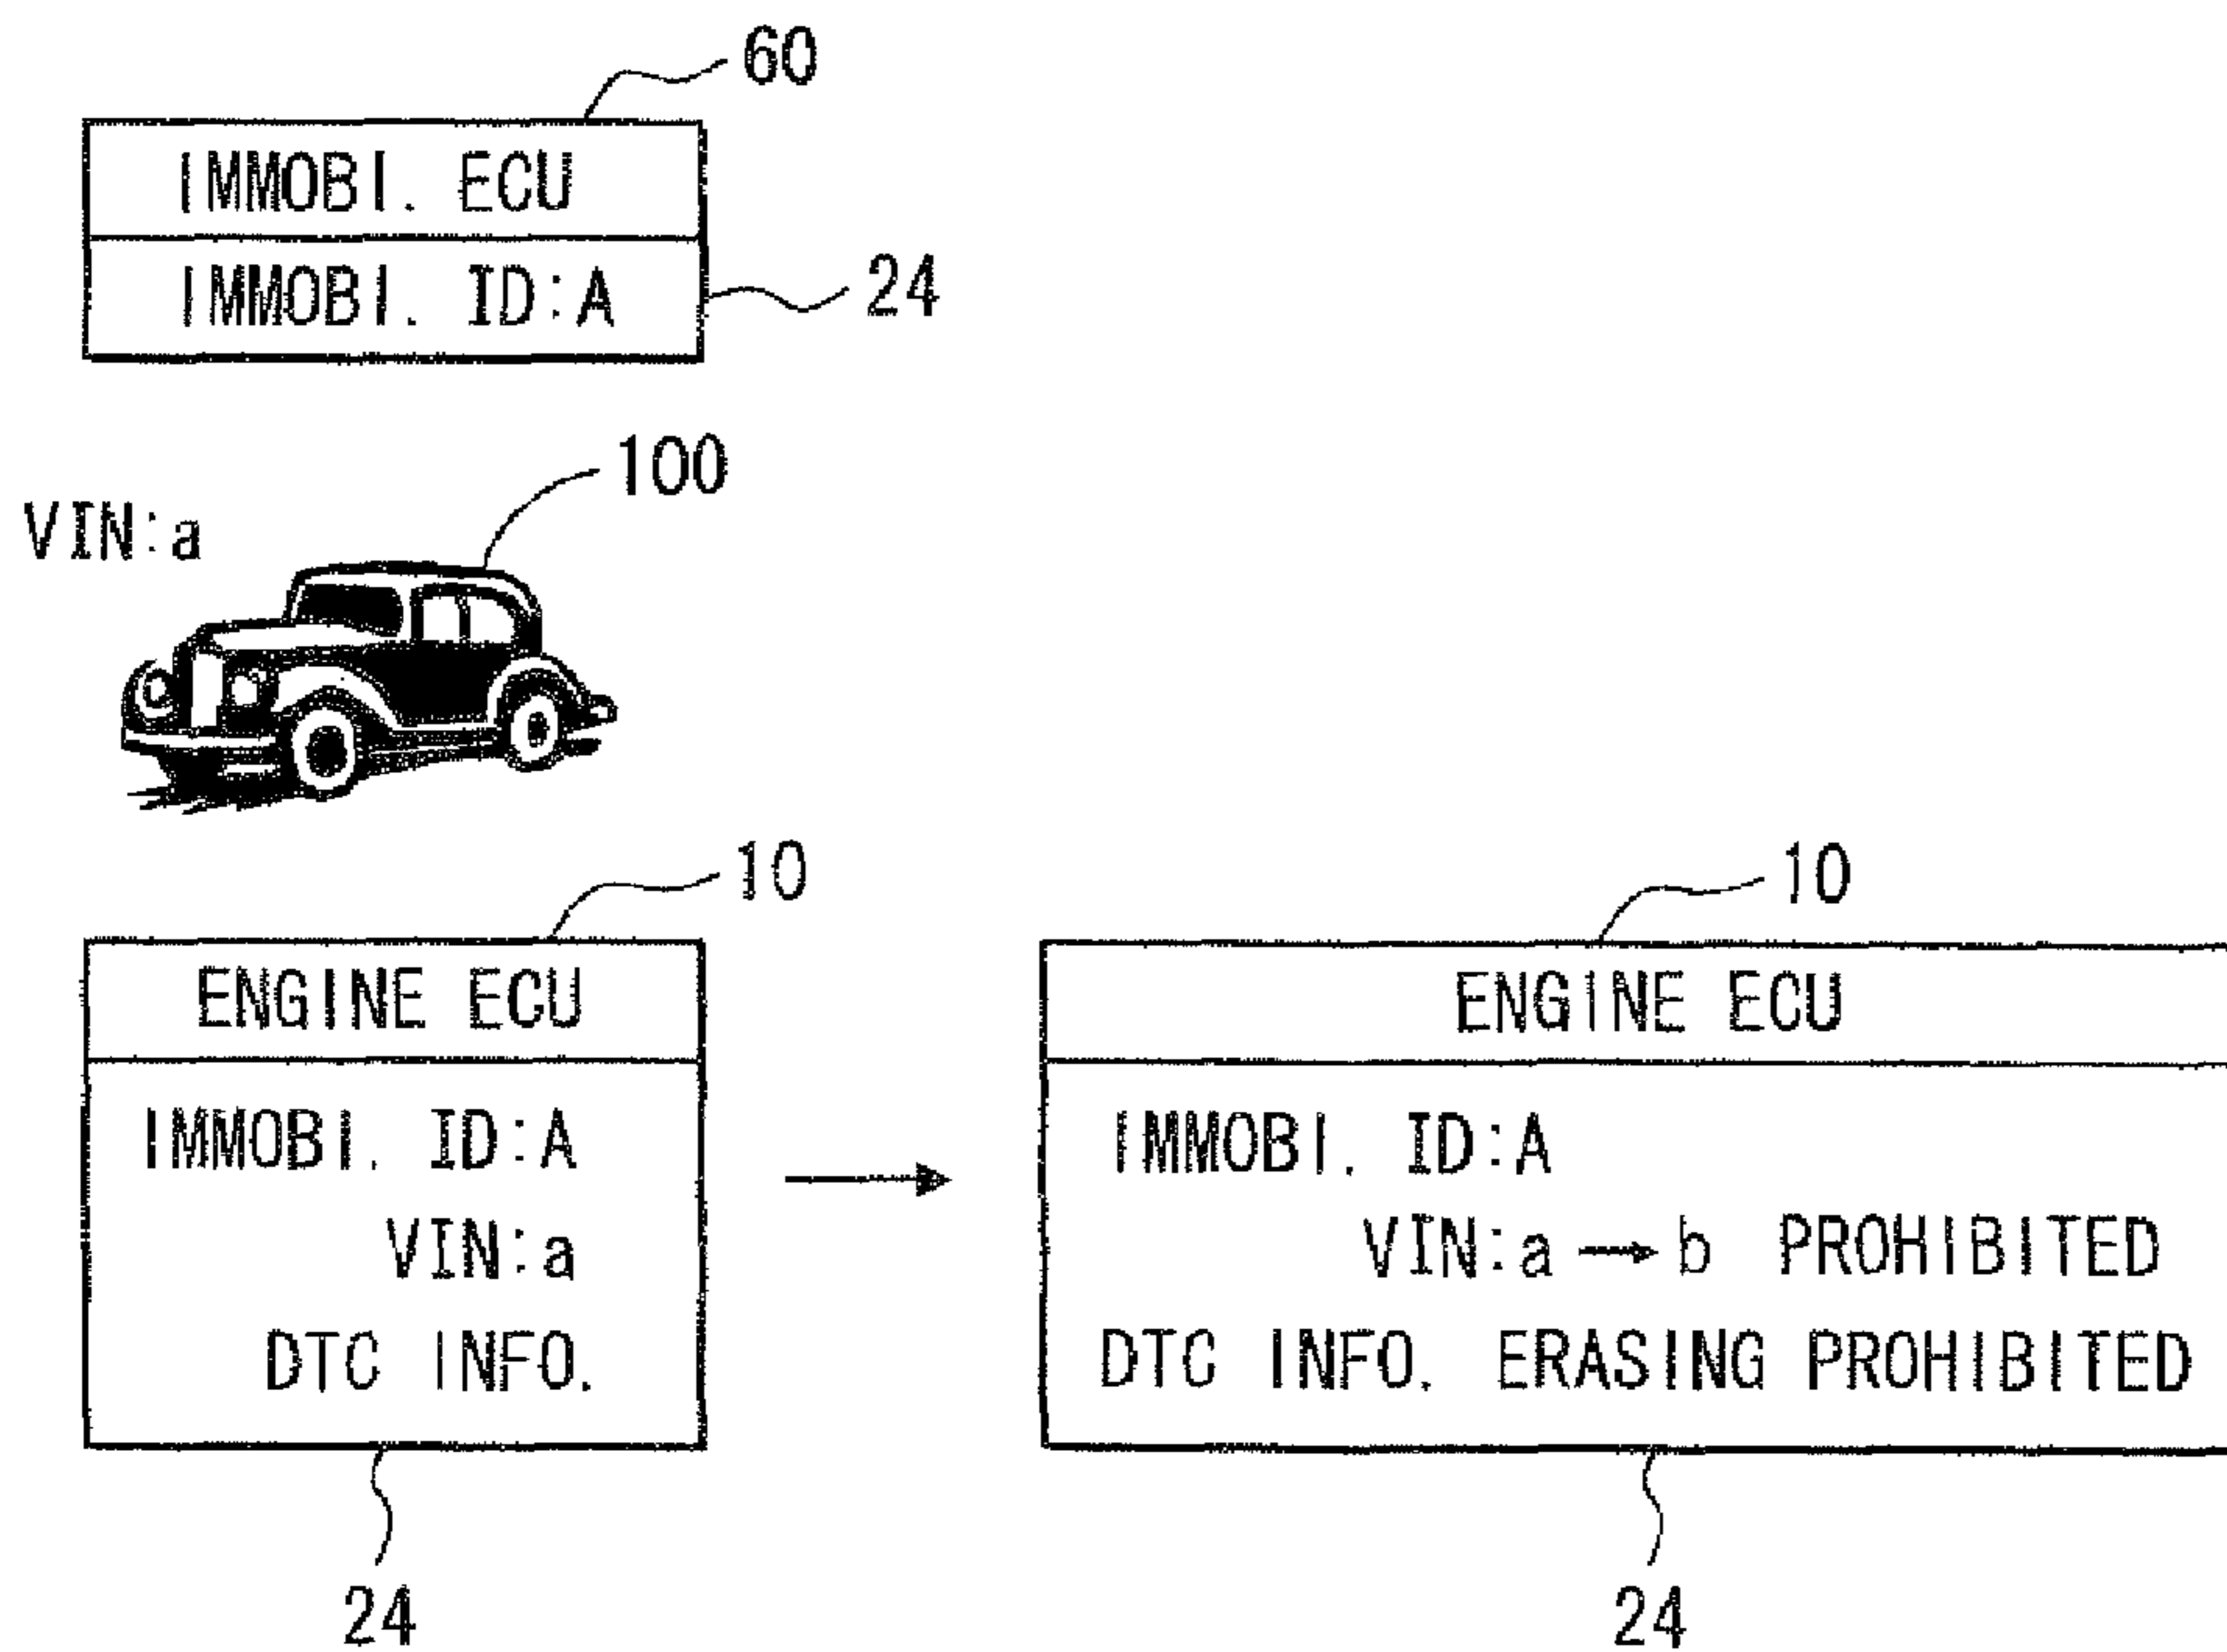 60
IMMOBI. ECU
IMMOBI. ID:A
24
100
VIN:a
10
ENGINE ECU
IMMOBI. ID:A
VIN:a
DTC INFO.
24
10
ENGINE ECU
IMMOBI. ID:A
VIN:a → b PROHIBITED
DTC INFO. ERASING PROHIBITED
24